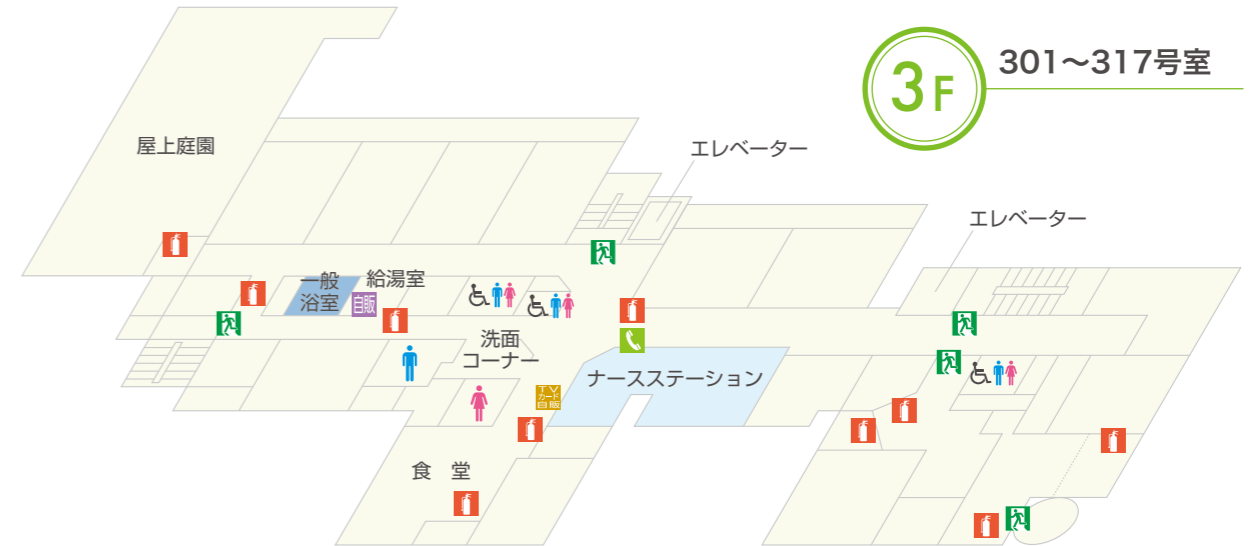 3F
301～317号室
屋上庭園
エレベーター
エレベーター
一般
浴室
給湯室
自販
洗面
コーナー
ナースステーション
TV
カード
自販
食 堂